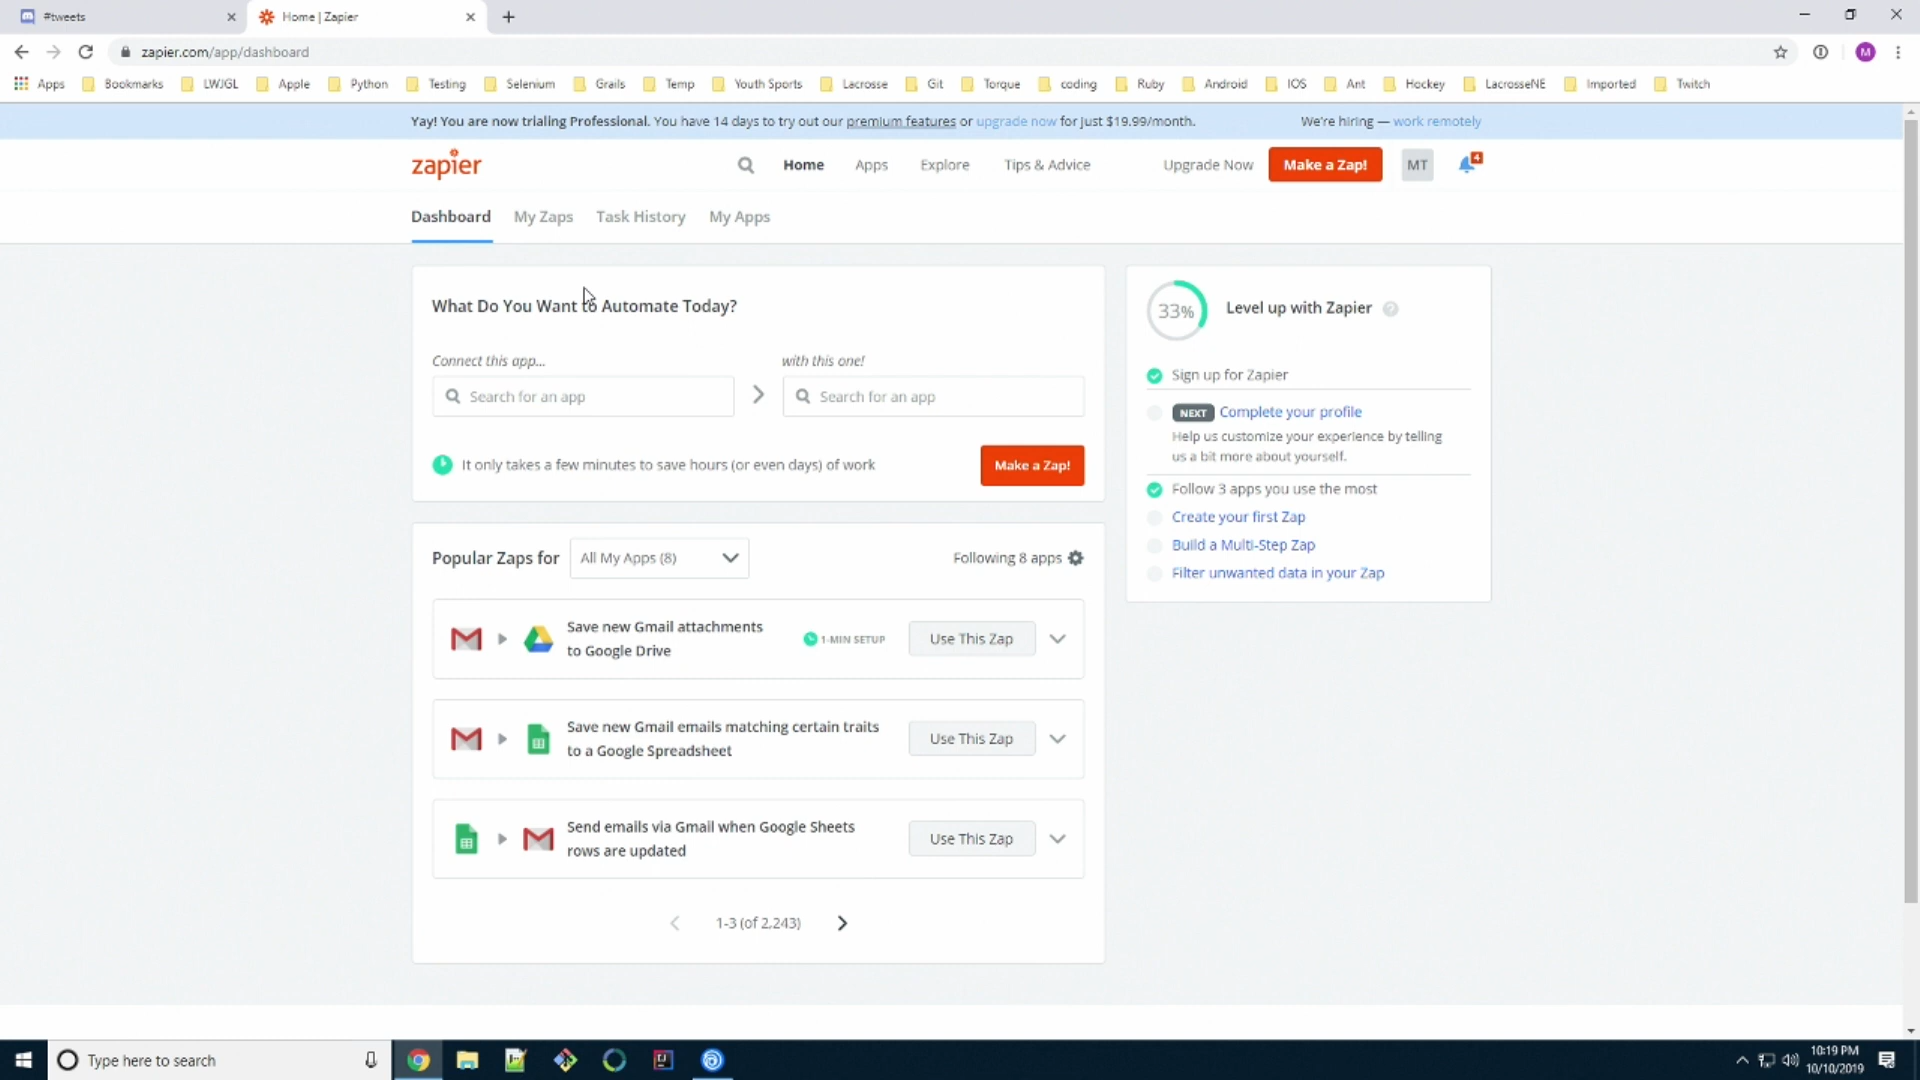 #tweets
Home | Zapier
zapier.com/app/dashboard
M
Apps
Bookmarks
LWJGL
Apple
Python
Testing
Selenium
Grails
Temp
Youth Sports
Lacrosse
Git
Torque
coding
Ruby
Android
IOS
Ant
Hockey
LacrosseNE
Imported
Twitch
Yay! You are now trialing Professional. You have 14 days to try out our premium features or upgrade now for just $19.99/month.
We're hiring — work remotely
zapier
Home
Apps
Explore
Tips & Advice
Upgrade Now
Make a Zap!
MT
4
Dashboard
My Zaps
Task History
My Apps
What Do You Want to Automate Today?
Connect this app...
with this one!
Search for an app
Search for an app
It only takes a few minutes to save hours (or even days) of work
Make a Zap!
33%
Level up with Zapier
?
Sign up for Zapier
NEXT Complete your profile
Help us customize your experience by telling
us a bit more about yourself.
Follow 3 apps you use the most
Create your first Zap
Build a Multi-Step Zap
Filter unwanted data in your Zap
Popular Zaps for
All My Apps (8)
Following 8 apps
Save new Gmail attachments
to Google Drive
1-MIN SETUP
Use This Zap
Save new Gmail emails matching certain traits
to a Google Spreadsheet
Use This Zap
Send emails via Gmail when Google Sheets
rows are updated
Use This Zap
1-3 (of 2,243)
Type here to search
10:19 PM
10/10/2019